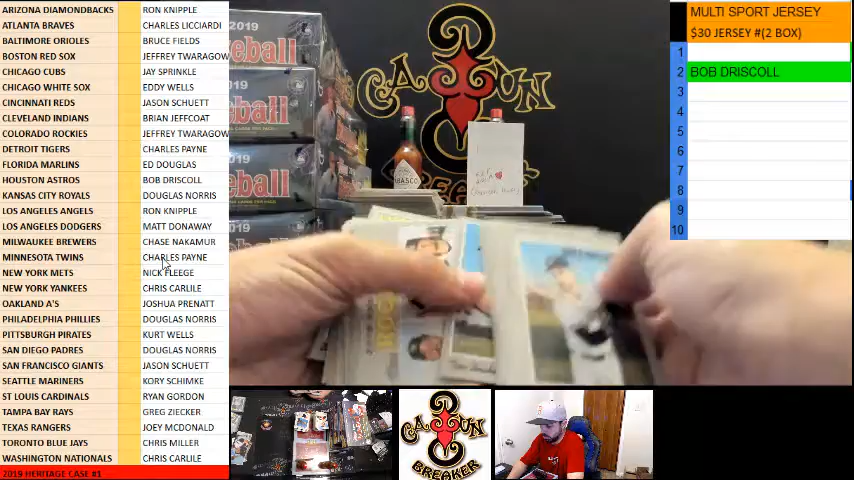 ARIZONA DIAMONDBACKS RON KNIPPLE
ATLANTA BRAVES CHARLES LICCIARDI
BALTIMORE ORIOLES BRUCE FIELDS
BOSTON RED SOX JEFFREY TWARAGOW
CHICAGO CUBS JAY SPRINKLE
CHICAGO WHITE SOX EDDY WELLS
CINCINNATI REDS JASON SCHUETT
CLEVELAND INDIANS BRIAN JEFFCOAT
COLORADO ROCKIES JEFFREY TWARAGOW
DETROIT TIGERS CHARLES PAYNE
FLORIDA MARLINS ED DOUGLAS
HOUSTON ASTROS BOB DRISCOLL
KANSAS CITY ROYALS DOUGLAS NORRIS
LOS ANGELES ANGELS RON KNIPPLE
LOS ANGELES DODGERS MATT DONAWAY
MILWAUKEE BREWERS CHASE NAKAMUR
MINNESOTA TWINS CHARLES PAYNE
NEW YORK METS NICK FLEEGE
NEW YORK YANKEES CHRIS CARLILE
OAKLAND A'S JOSHUA PRENATT
PHILADELPHIA PHILLIES DOUGLAS NORRIS
PITTSBURGH PIRATES KURT WELLS
SAN DIEGO PADRES DOUGLAS NORRIS
SAN FRANCISCO GIANTS JASON SCHUETT
SEATTLE MARINERS KORY SCHIMKE
ST LOUIS CARDINALS RYAN GORDON
TAMPA BAY RAYS GREG ZIECKER
TEXAS RANGERS JOEY MCDONALD
TORONTO BLUE JAYS CHRIS MILLER
WASHINGTON NATIONALS CHRIS CARLILE
2019 HERITAGE CASE #1
MULTI SPORT JERSEY
$30 JERSEY #(2 BOX)
1
2 BOB DRISCOLL
3
4
5
6
7
8
9
10
CAJUN
TABASCO
CAJUN
BREAKER